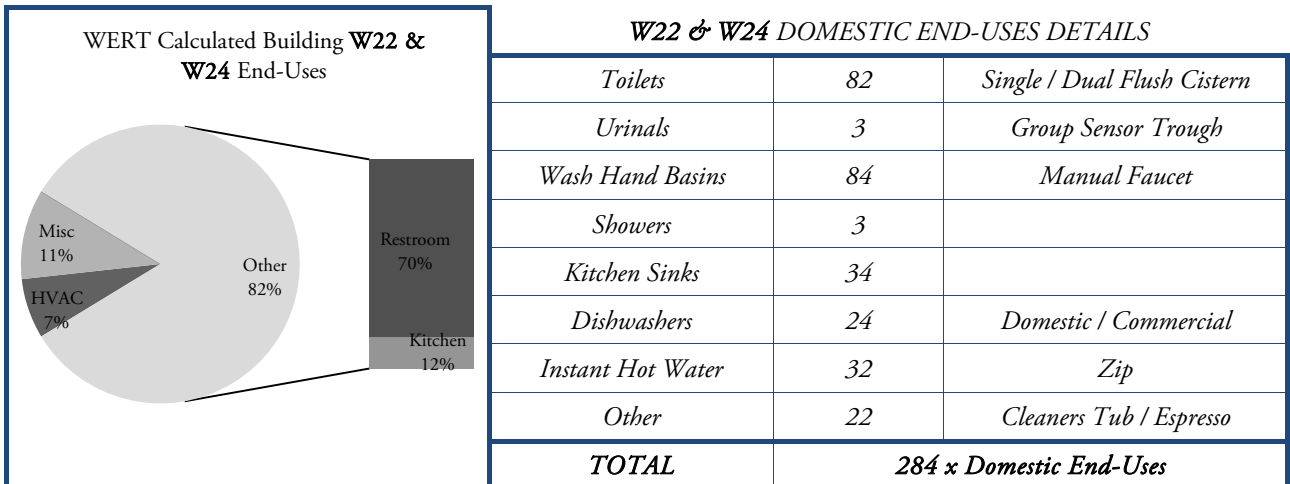 WERT Calculated Building W22 &
W24 End-Uses
Misc
11%
HVAC
7%
Other
82%
Restroom
70%
Kitchen
12%
W22 & W24 DOMESTIC END-USES DETAILS
Toilets 82 Single / Dual Flush Cistern
Urinals 3 Group Sensor Trough
Wash Hand Basins 84 Manual Faucet
Showers 3
Kitchen Sinks 34
Dishwashers 24 Domestic / Commercial
Instant Hot Water 32 Zip
Other 22 Cleaners Tub / Espresso
TOTAL 284 x Domestic End-Uses